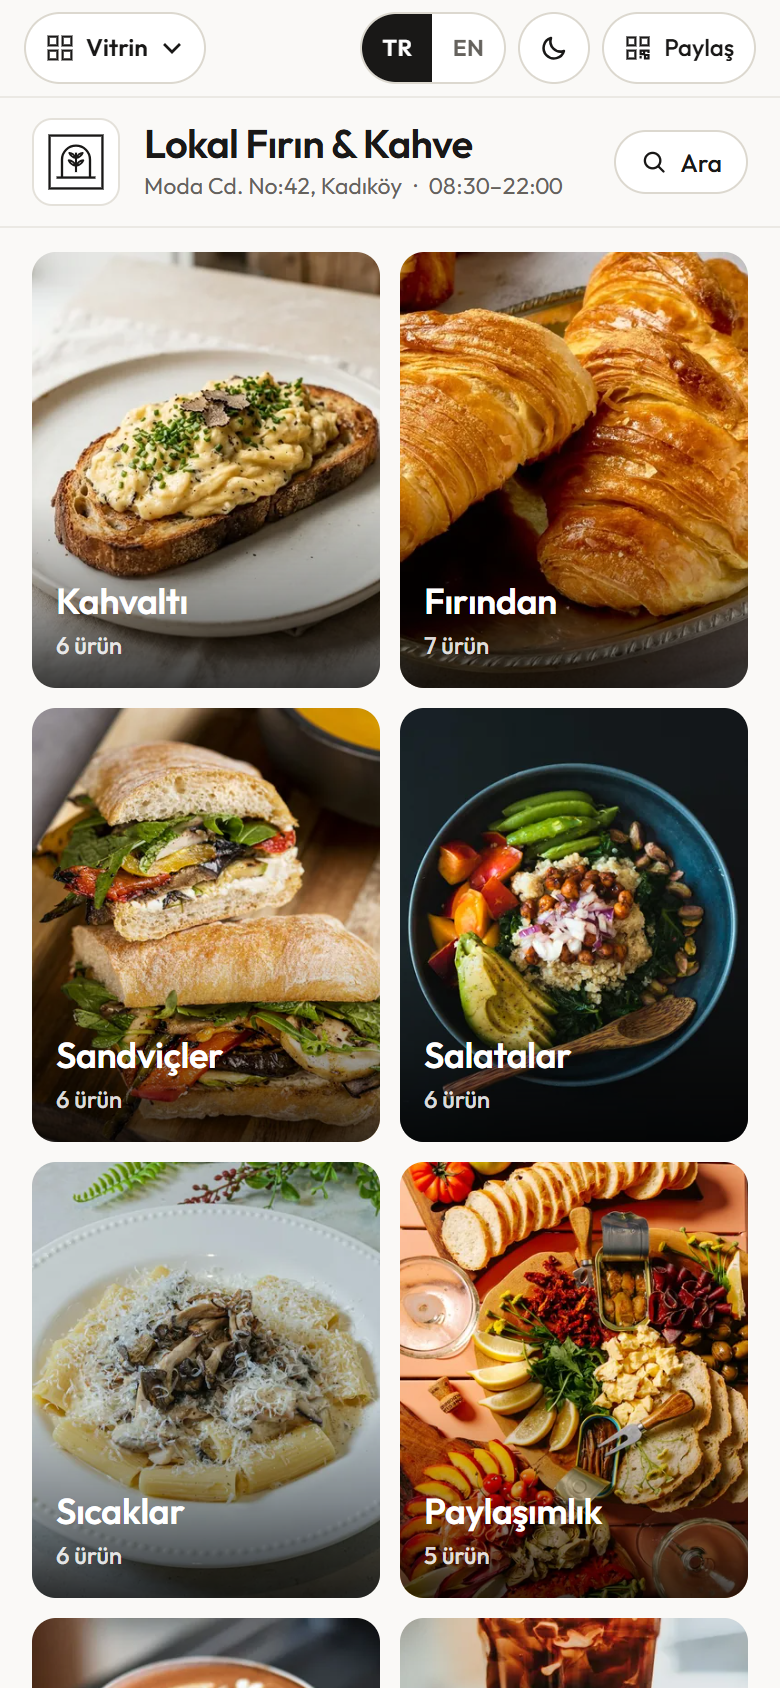 Vitrin
TR EN
Paylaş
Lokal Fırın & Kahve
Moda Cd. No:42, Kadıköy · 08:30–22:00
Ara
Kahvaltı
6 ürün
Fırından
7 ürün
Sandviçler
6 ürün
Salatalar
6 ürün
Sıcaklar
6 ürün
Paylaşımlık
5 ürün